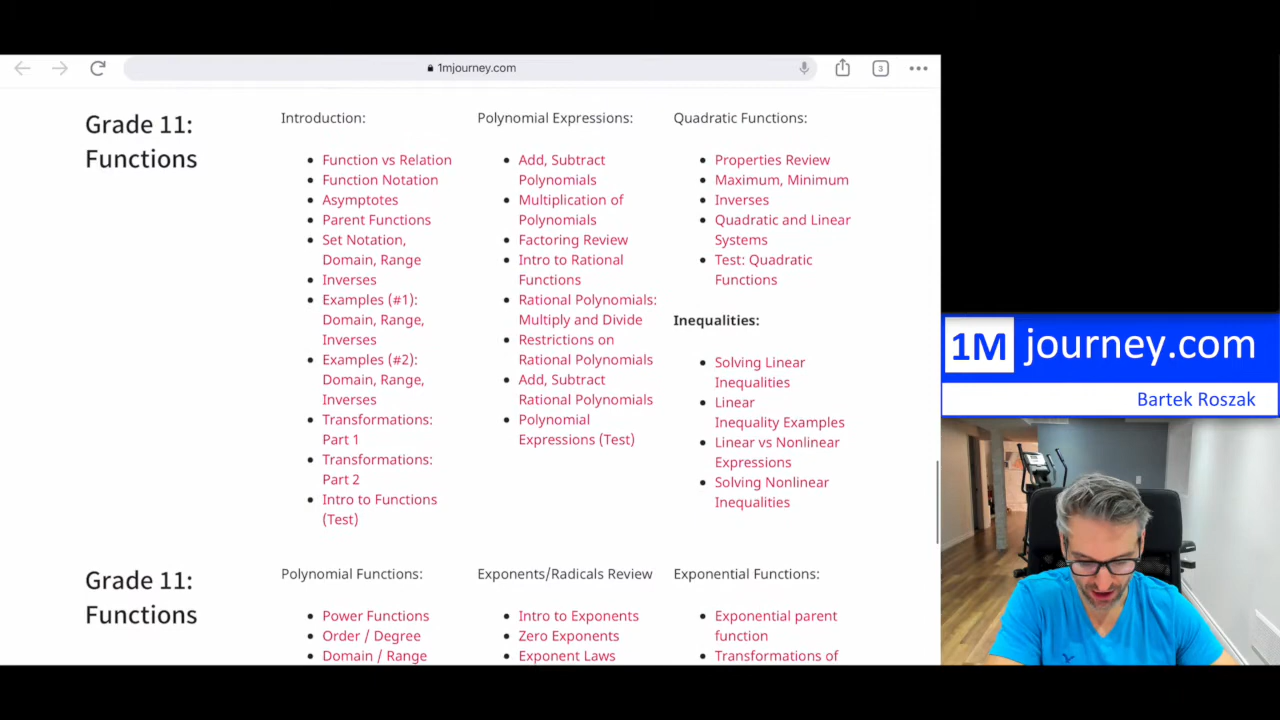 1mjourney.com
3
Grade 11:
Functions
Introduction:
Function vs Relation
Function Notation
Asymptotes
Parent Functions
Set Notation,
Domain, Range
Inverses
Examples (#1):
Domain, Range,
Inverses
Examples (#2):
Domain, Range,
Inverses
Transformations:
Part 1
Transformations:
Part 2
Intro to Functions
(Test)
Polynomial Expressions:
Add, Subtract
Polynomials
Multiplication of
Polynomials
Factoring Review
Intro to Rational
Functions
Rational Polynomials:
Multiply and Divide
Restrictions on
Rational Polynomials
Add, Subtract
Rational Polynomials
Polynomial
Expressions (Test)
Quadratic Functions:
Properties Review
Maximum, Minimum
Inverses
Quadratic and Linear
Systems
Test: Quadratic
Functions
Inequalities:
Solving Linear
Inequalities
Linear
Inequality Examples
Linear vs Nonlinear
Expressions
Solving Nonlinear
Inequalities
Grade 11:
Functions
Polynomial Functions:
Power Functions
Order / Degree
Domain / Range
Exponents/Radicals Review
Intro to Exponents
Zero Exponents
Exponent Laws
Exponential Functions:
Exponential parent
function
Transformations of
1M journey.com
Bartek Roszak